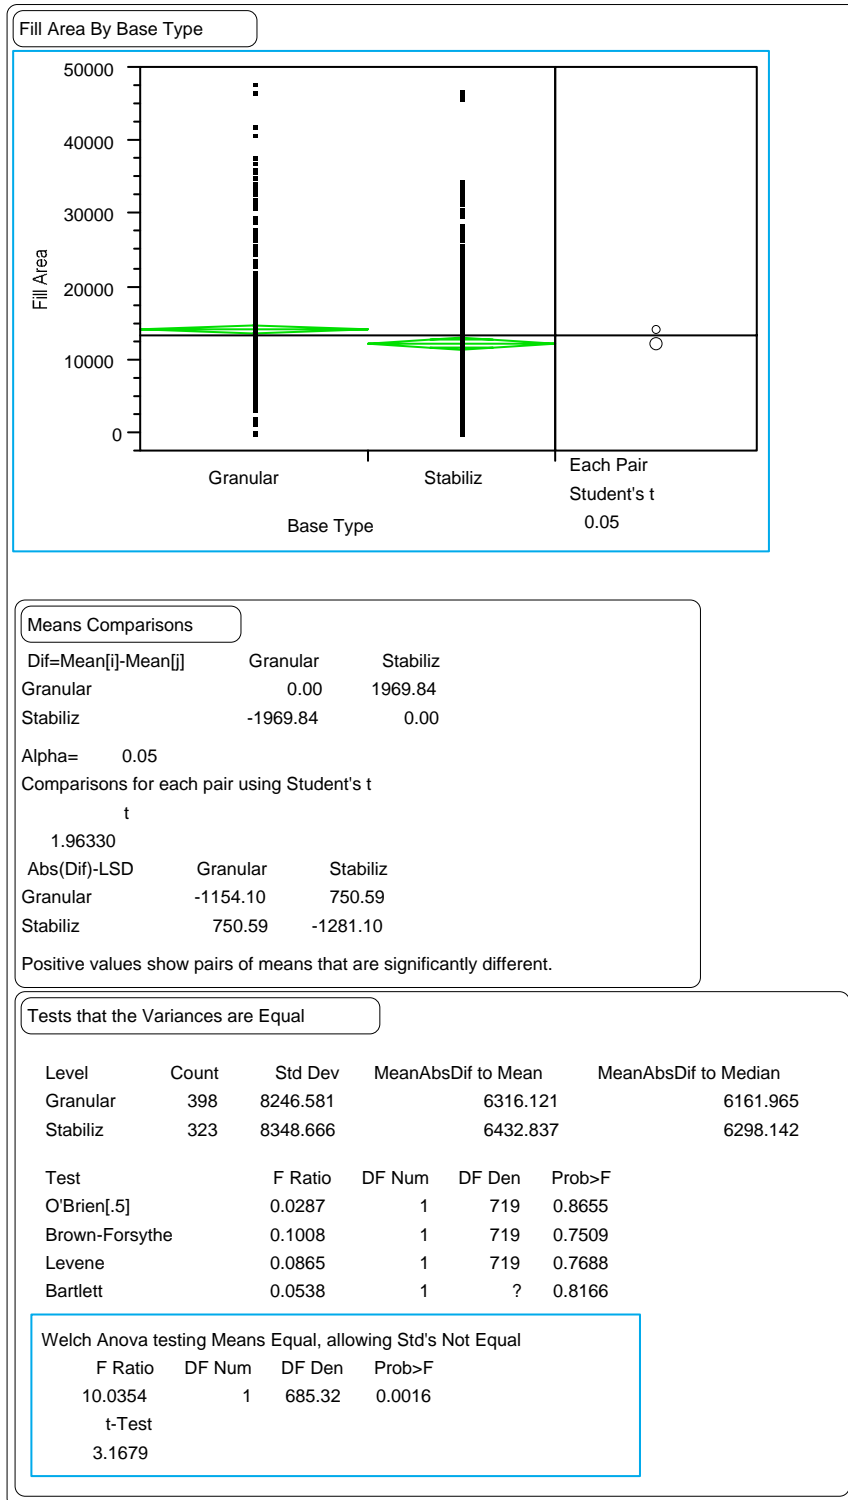 Fill Area By Base Type
50000
40000
30000
20000
10000
0
Fill Area
Granular Stabiliz Each Pair
Student's t
0.05
Base Type
Means Comparisons
Dif=Mean[i]-Mean[j] Granular Stabiliz
Granular 0.00 1969.84
Stabiliz -1969.84 0.00
Alpha= 0.05
Comparisons for each pair using Student's t
t
1.96330
Abs(Dif)-LSD Granular Stabiliz
Granular -1154.10 750.59
Stabiliz 750.59 -1281.10
Positive values show pairs of means that are significantly different.
Tests that the Variances are Equal
Level Count Std Dev MeanAbsDif to Mean MeanAbsDif to Median
Granular 398 8246.581 6316.121 6161.965
Stabiliz 323 8348.666 6432.837 6298.142
Test F Ratio DF Num DF Den Prob>F
O'Brien[.5] 0.0287 1 719 0.8655
Brown-Forsythe 0.1008 1 719 0.7509
Levene 0.0865 1 719 0.7688
Bartlett 0.0538 1 ? 0.8166
Welch Anova testing Means Equal, allowing Std's Not Equal
F Ratio DF Num DF Den Prob>F
10.0354 1 685.32 0.0016
t-Test
3.1679